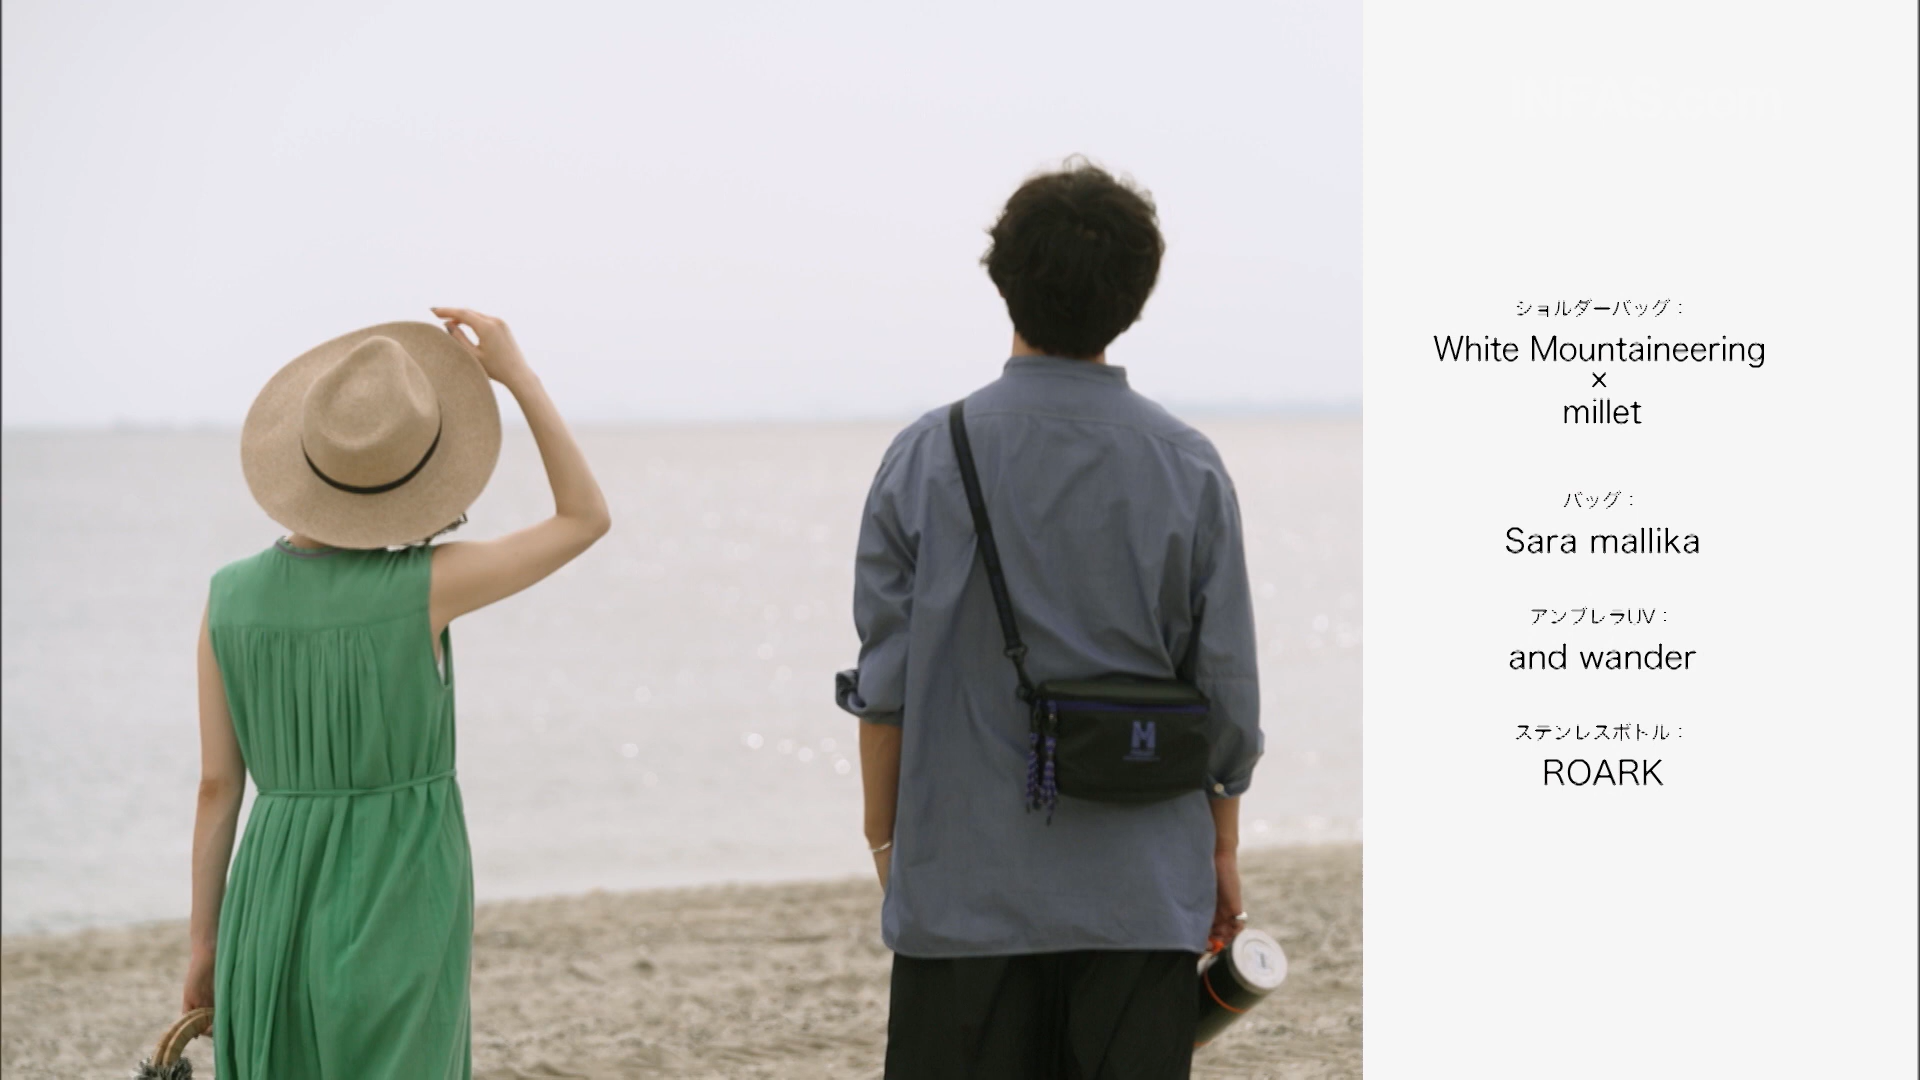 ショルダーバッグ：
White Mountaineering
×
millet
バッグ：
Sara mallika
アンブレラUV：
and wander
ステンレスボトル：
ROARK
M